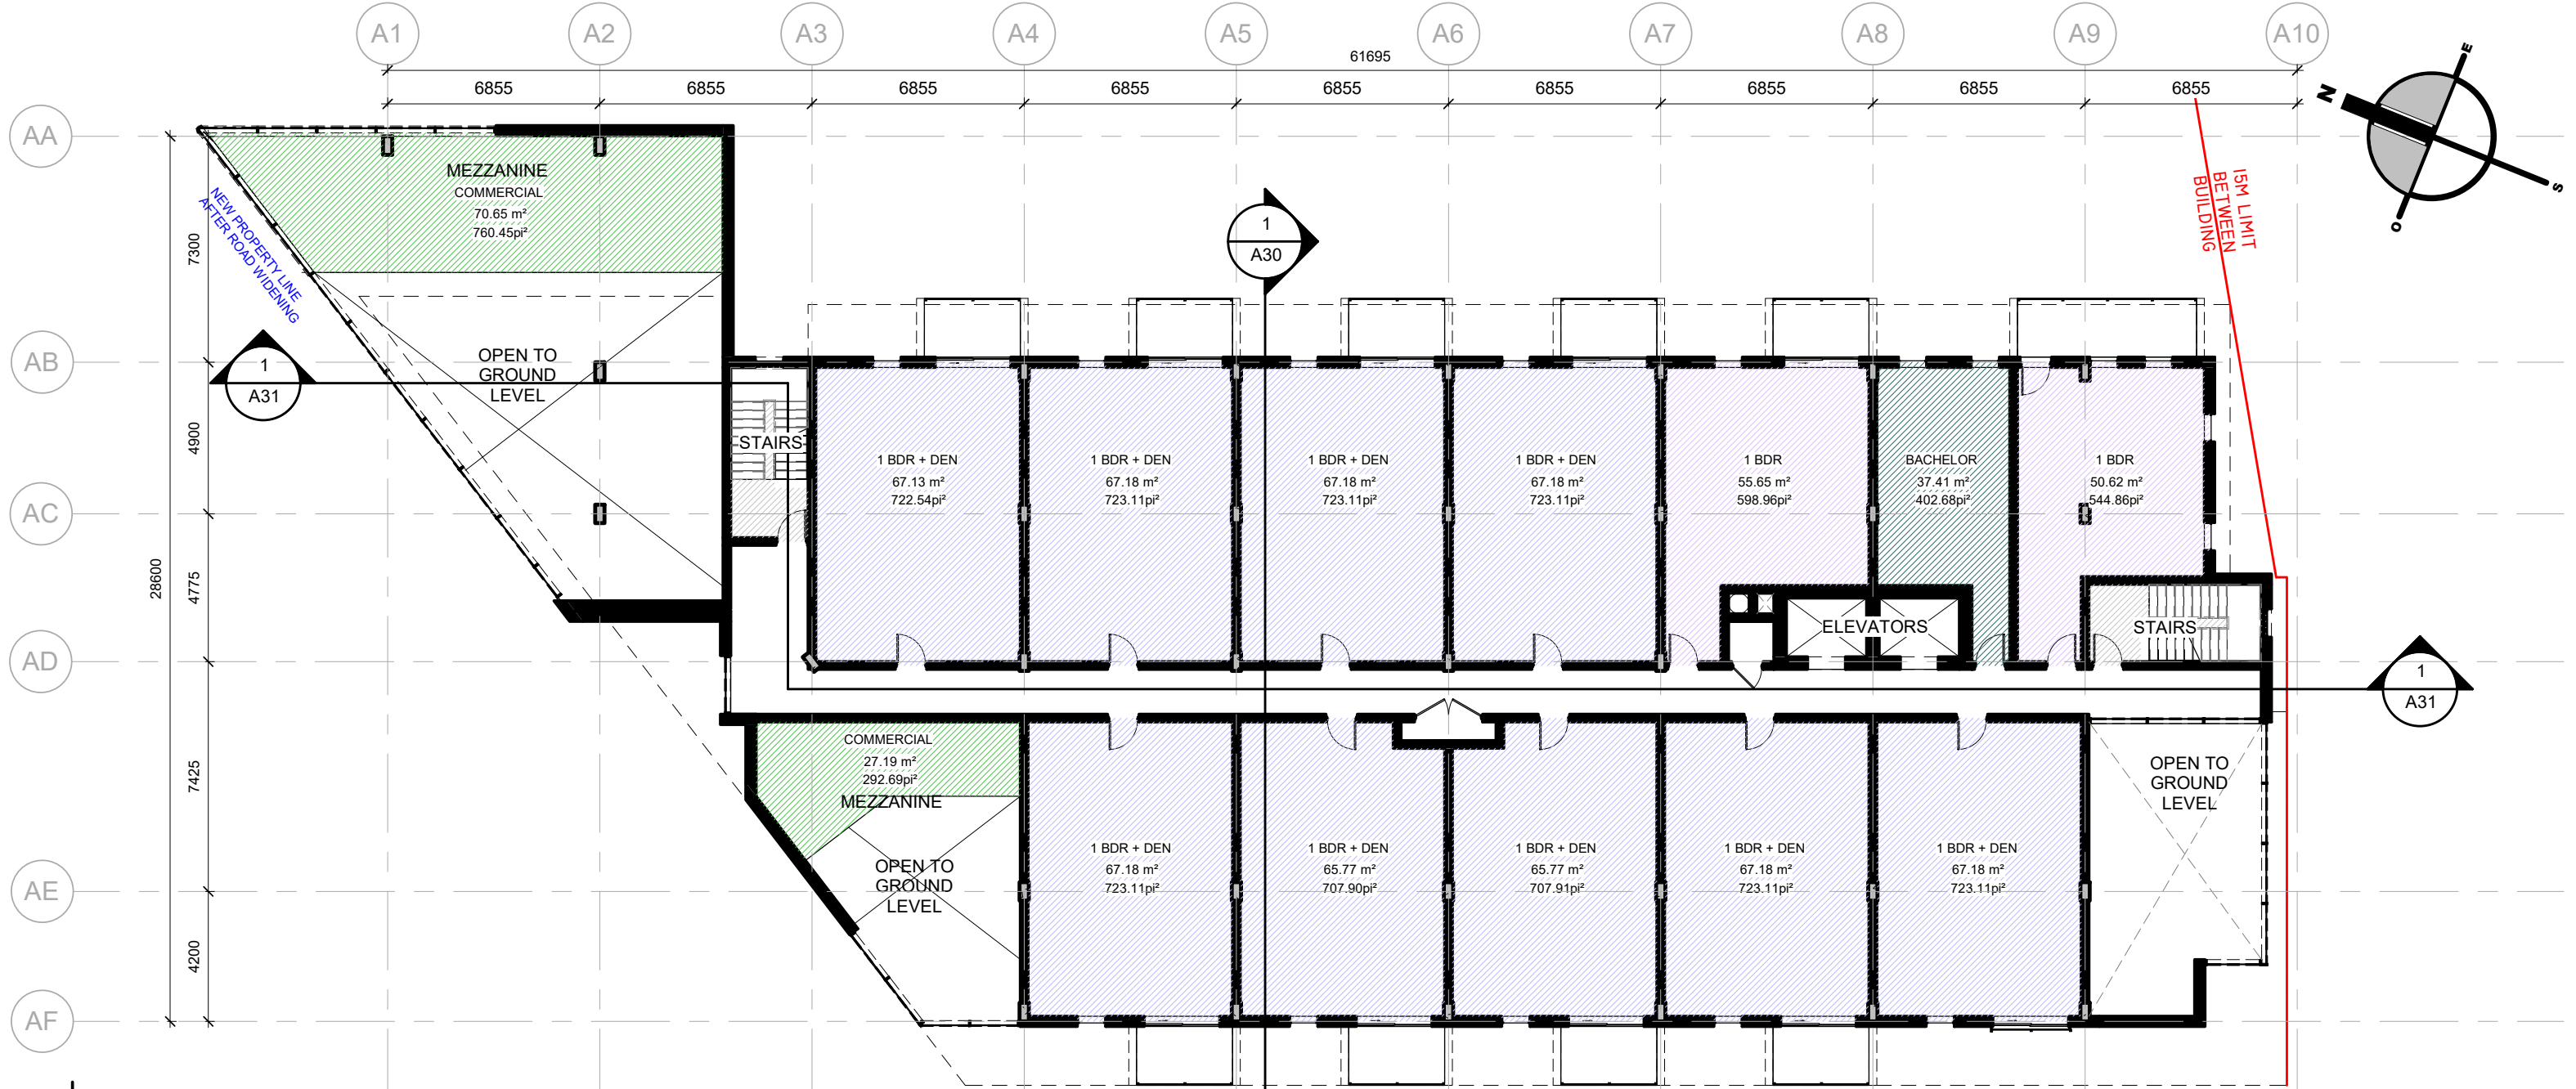 A1 A2 A3 A4 A5 A6 A7 A8 A9 A10
61695
6855 6855 6855 6855 6855 6855 6855 6855 6855
N
E
S
O
AA
AB
AC
AD
AE
AF
28600
7300
4900
4775
7425
4200
15M LIMIT
BETWEEN
BUILDING
NEW PROPERTY LINE
AFTER ROAD WIDENING
MEZZANINE
COMMERCIAL
70.65 m²
760.45pi²
1
A30
1
A31
OPEN TO
GROUND
LEVEL
STAIRS
1 BDR + DEN
67.13 m²
722.54pi²
1 BDR + DEN
67.18 m²
723.11pi²
1 BDR + DEN
67.18 m²
723.11pi²
1 BDR + DEN
67.18 m²
723.11pi²
1 BDR
55.65 m²
598.96pi²
BACHELOR
37.41 m²
402.68pi²
1 BDR
50.62 m²
544.86pi²
ELEVATORS
STAIRS
1
A31
COMMERCIAL
27.19 m²
292.69pi²
MEZZANINE
OPEN TO
GROUND
LEVEL
1 BDR + DEN
67.18 m²
723.11pi²
1 BDR + DEN
65.77 m²
707.90pi²
1 BDR + DEN
65.77 m²
707.91pi²
1 BDR + DEN
67.18 m²
723.11pi²
1 BDR + DEN
67.18 m²
723.11pi²
OPEN TO
GROUND
LEVEL